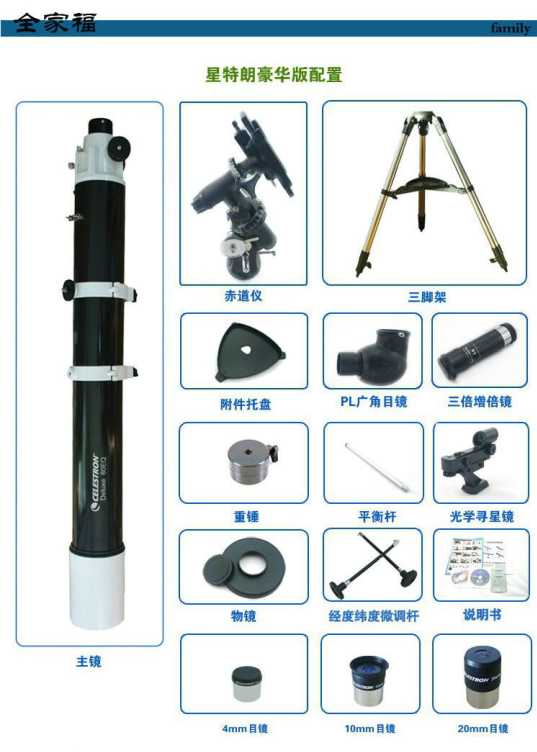 全家福
family
星特朗豪华版配置
CELESTRON
Deluxe 80EQ
主镜
赤道仪
三脚架
附件托盘
PL广角目镜
三倍增倍镜
重锤
平衡杆
光学寻星镜
物镜
经度纬度微调杆
说明书
4mm目镜
10mm目镜
20mm目镜